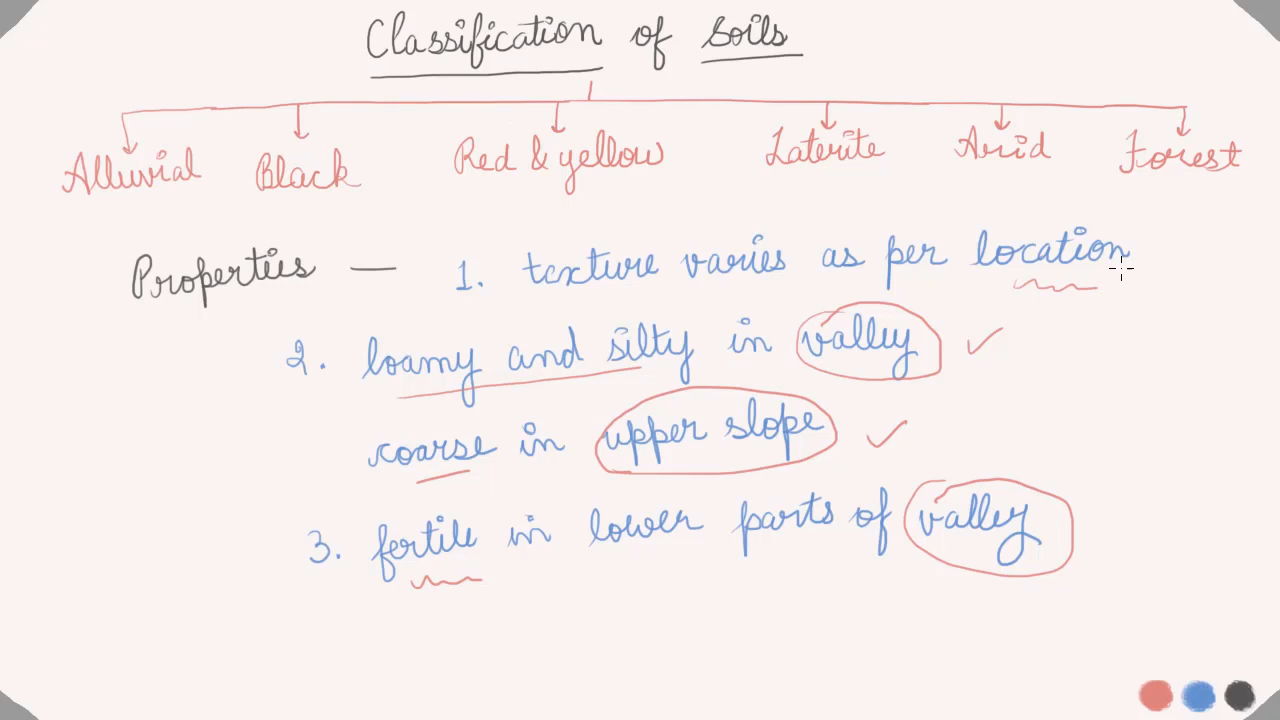 Classification of Soils
Alluvial Black Red & yellow Laterite Arid Forest
Properties — 1. texture varies as per location
2. loamy and silty in valley
coarse in upper slope
3. fertile in lower parts of valley